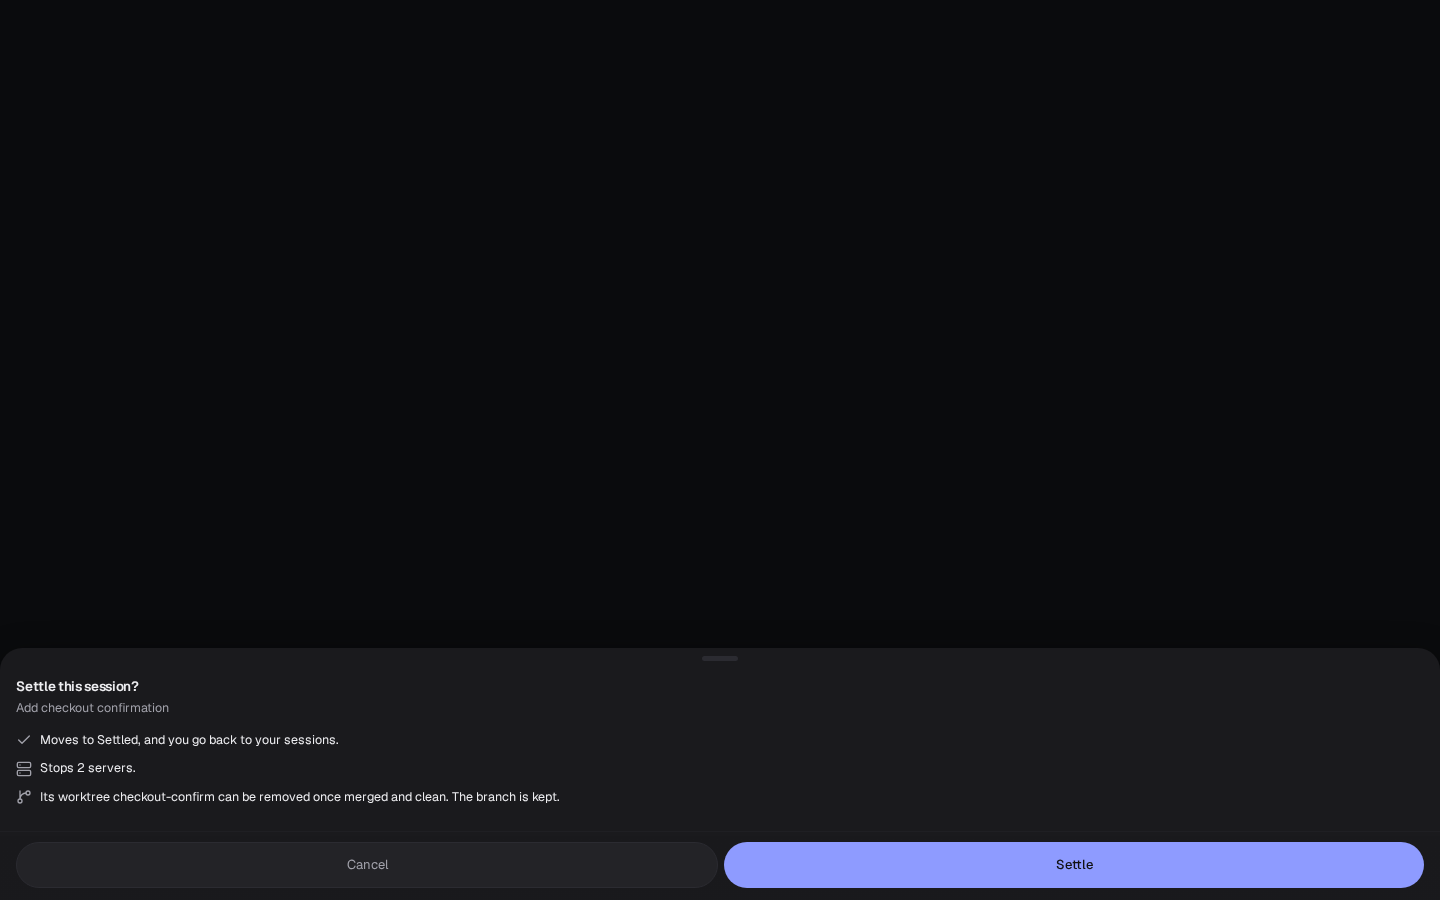 Settle this session?
Add checkout confirmation
Moves to Settled, and you go back to your sessions.
Stops 2 servers.
Its worktree checkout-confirm can be removed once merged and clean. The branch is kept.
Cancel
Settle